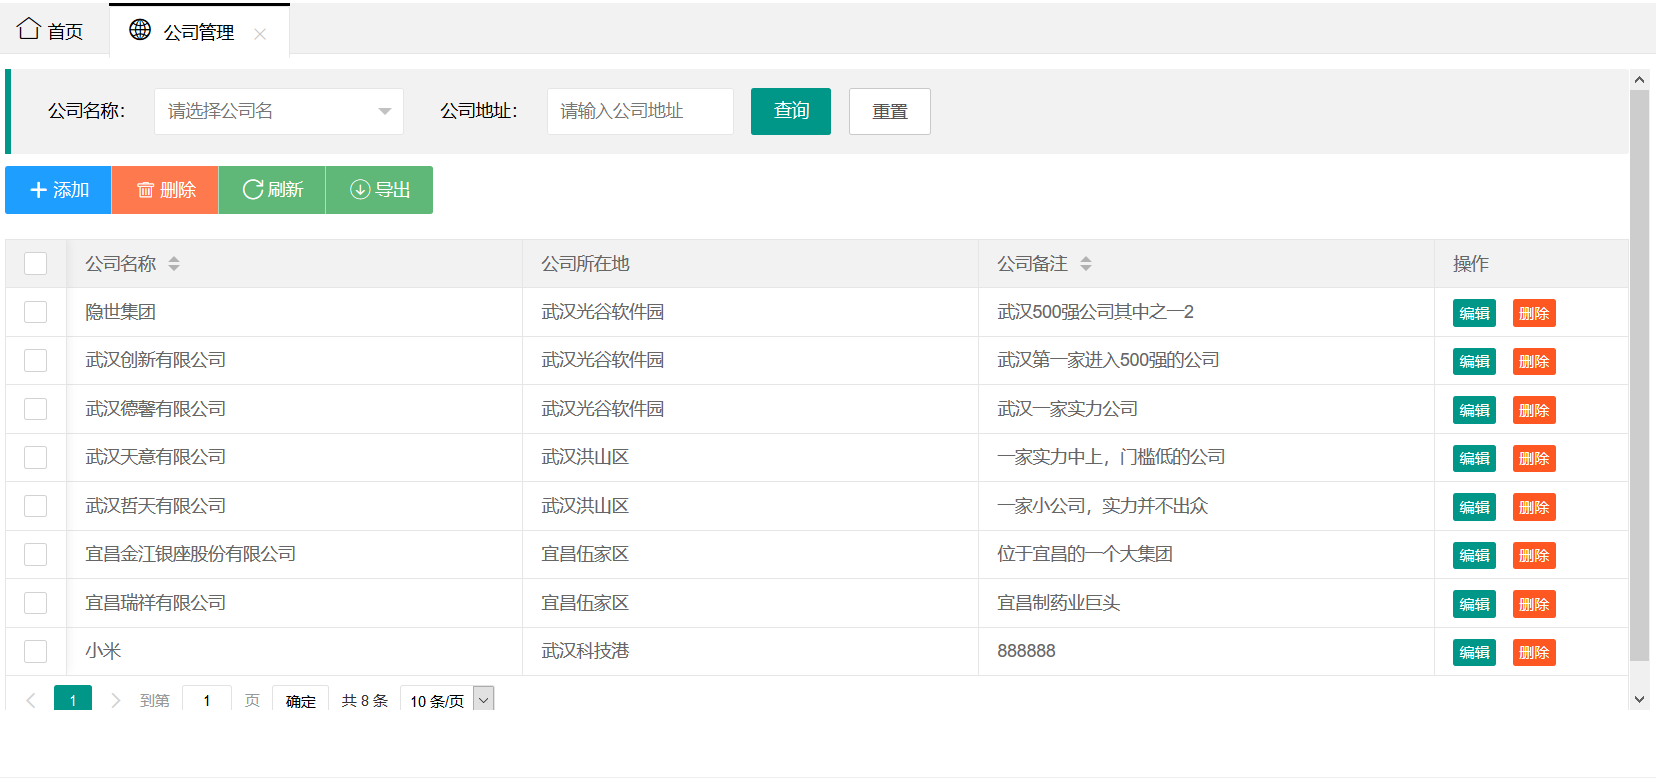 首页 公司管理
公司名称： 请选择公司名 公司地址： 请输入公司地址 查询 重置
添加 删除 刷新 导出
公司名称 公司所在地 公司备注 操作
隐世集团 武汉光谷软件园 武汉500强公司其中之一2 编辑 删除
武汉创新有限公司 武汉光谷软件园 武汉第一家进入500强的公司 编辑 删除
武汉德馨有限公司 武汉光谷软件园 武汉一家实力公司 编辑 删除
武汉天意有限公司 武汉洪山区 一家实力中上，门槛低的公司 编辑 删除
武汉哲天有限公司 武汉洪山区 一家小公司，实力并不出众 编辑 删除
宜昌金江银座股份有限公司 宜昌伍家区 位于宜昌的一个大集团 编辑 删除
宜昌瑞祥有限公司 宜昌伍家区 宜昌制药业巨头 编辑 删除
小米 武汉科技港 888888 编辑 删除
1 到第 1 页 确定 共 8 条 10 条/页